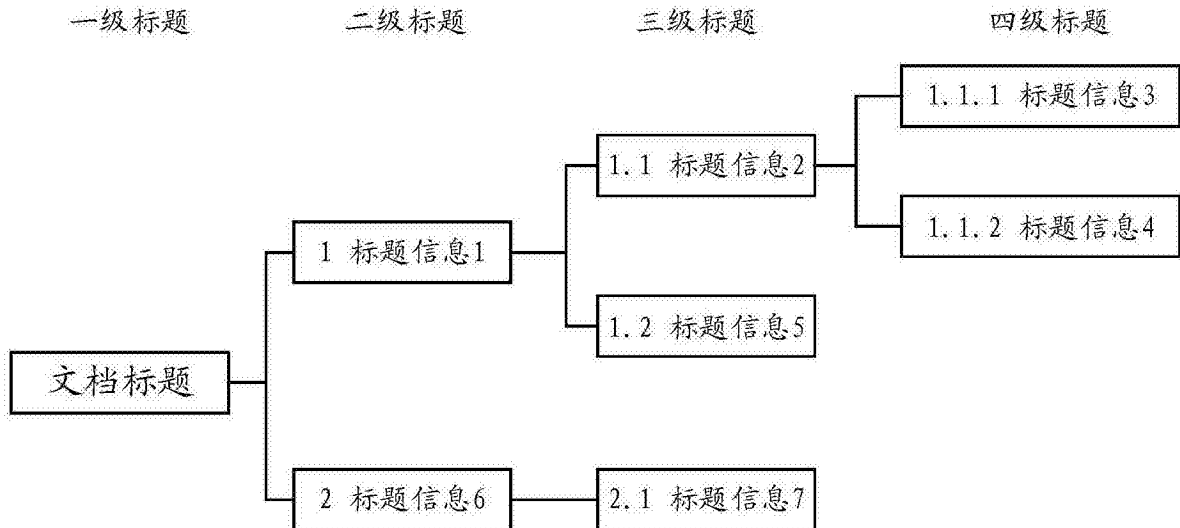 一级标题 二级标题 三级标题 四级标题
1.1.1 标题信息3
1.1 标题信息2
1.1.2 标题信息4
1 标题信息1
1.2 标题信息5
文档标题
2 标题信息6
2.1 标题信息7